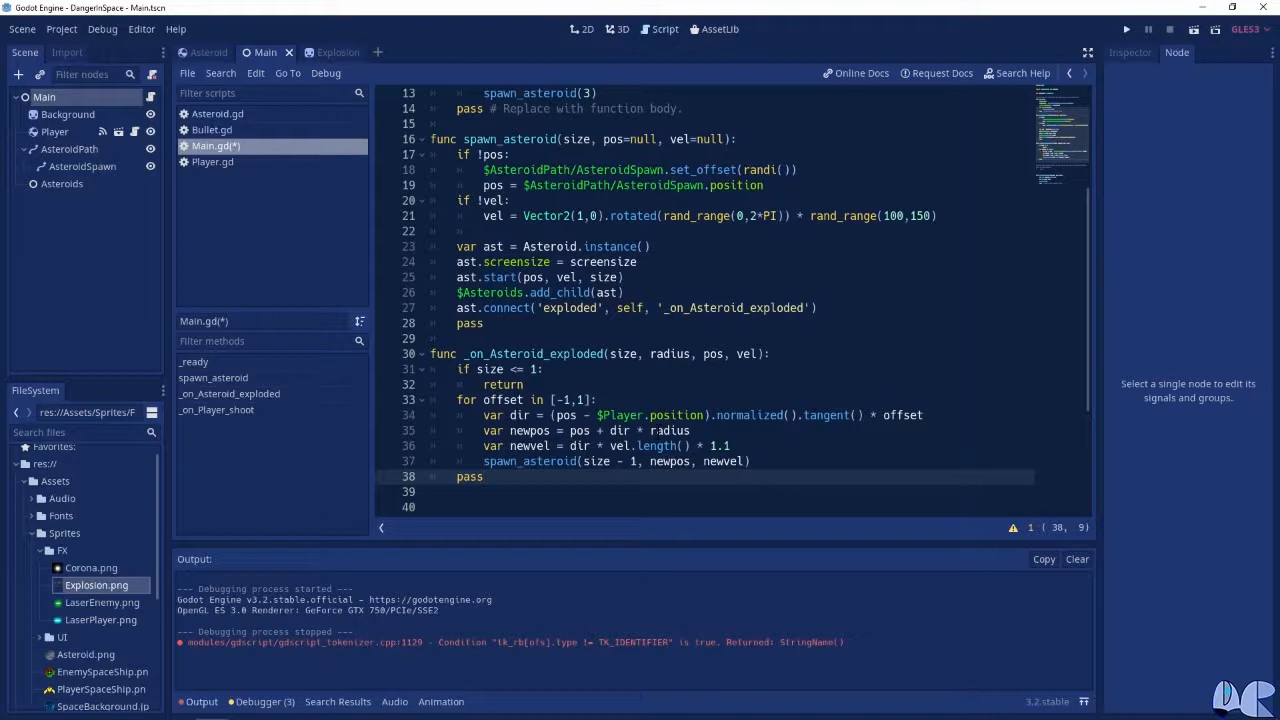 Godot Engine - DangerInSpace - Main.tscn
Scene Project Debug Editor Help
2D 3D Script AssetLib
GLES3
Scene Import
Filter nodes
Main
Background
Player
AsteroidPath
AsteroidSpawn
Asteroids
FileSystem
res://Assets/Sprites/F
Search files
Favorites:
res://
Assets
Audio
Fonts
Sprites
FX
Corona.png
Explosion.png
LaserEnemy.png
LaserPlayer.png
UI
Asteroid.png
EnemySpaceShip.pn
PlayerSpaceShip.pn
SpaceBackground.jp
Asteroid Main Explosion
File Search Edit Go To Debug
Online Docs Request Docs Search Help
Filter scripts
Asteroid.gd
Bullet.gd
Main.gd(*)
Player.gd
Main.gd(*)
Filter methods
_ready
spawn_asteroid
_on_Asteroid_exploded
_on_Player_shoot
13 spawn_asteroid(3)
14 pass # Replace with function body.
15
16 func spawn_asteroid(size, pos=null, vel=null):
17 if !pos:
18 $AsteroidPath/AsteroidSpawn.set_offset(randi())
19 pos = $AsteroidPath/AsteroidSpawn.position
20 if !vel:
21 vel = Vector2(1,0).rotated(rand_range(0,2*PI)) * rand_range(100,150)
22
23 var ast = Asteroid.instance()
24 ast.screensize = screensize
25 ast.start(pos, vel, size)
26 $Asteroids.add_child(ast)
27 ast.connect('exploded', self, '_on_Asteroid_exploded')
28 pass
29
30 func _on_Asteroid_exploded(size, radius, pos, vel):
31 if size <= 1:
32 return
33 for offset in [-1,1]:
34 var dir = (pos - $Player.position).normalized().tangent() * offset
35 var newpos = pos + dir * radius
36 var newvel = dir * vel.length() * 1.1
37 spawn_asteroid(size - 1, newpos, newvel)
38 pass
39
40
1 ( 38, 9)
Output:
Copy Clear
--- Debugging process started ---
Godot Engine v3.2.stable.official - https://godotengine.org
OpenGL ES 3.0 Renderer: GeForce GTX 750/PCIe/SSE2
--- Debugging process stopped ---
modules/gdscript/gdscript_tokenizer.cpp:1129 - Condition "tk_rb[ofs].type != TK_IDENTIFIER" is true. Returned: StringName()
Output Debugger (3) Search Results Audio Animation
3.2.stable
Inspector Node
Select a single node to edit its
signals and groups.